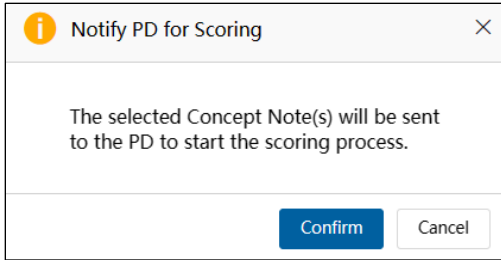 Notify PD for Scoring
The selected Concept Note(s) will be sent
to the PD to start the scoring process.
Confirm Cancel